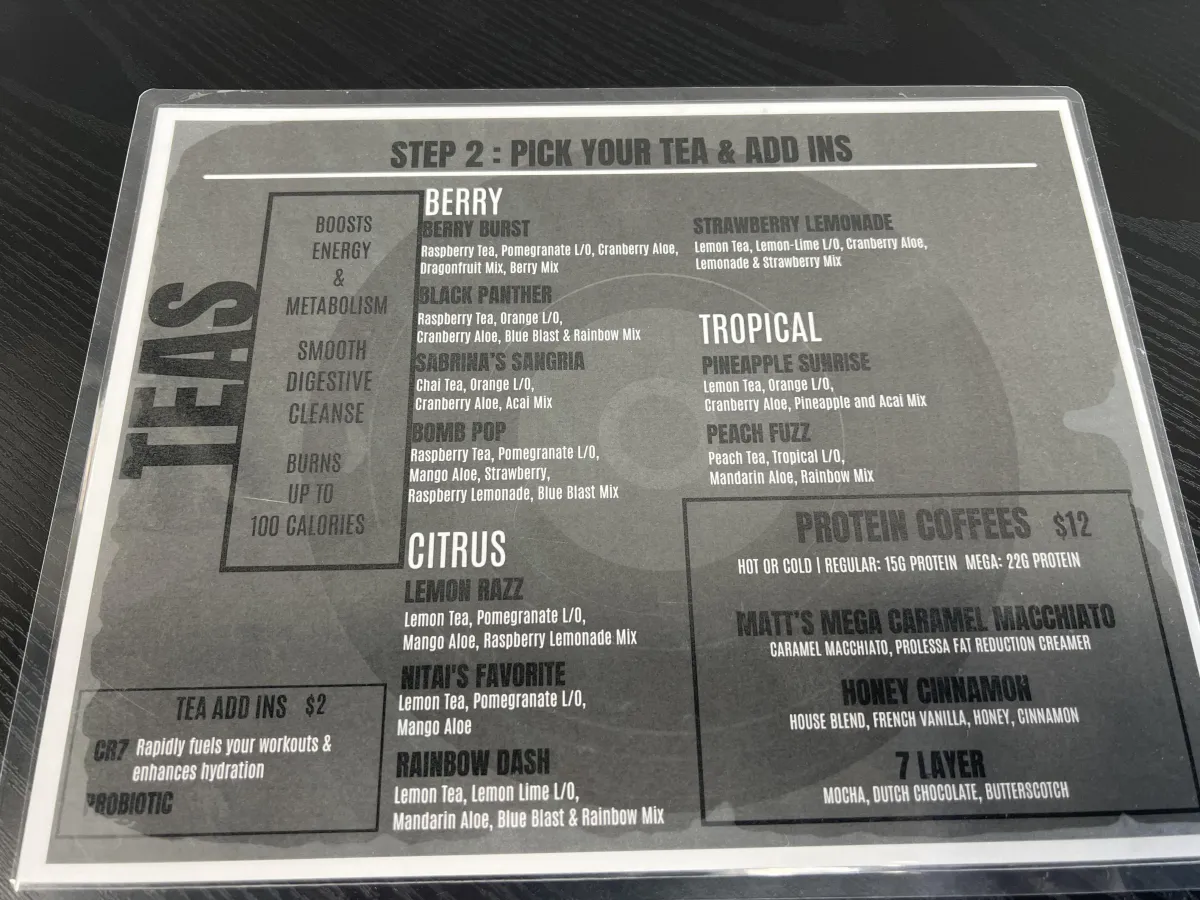 STEP 2 : PICK YOUR TEA & ADD INS
TEAS
BOOSTS
ENERGY
&
METABOLISM
SMOOTH
DIGESTIVE
CLEANSE
BURNS
UP TO
100 CALORIES
TEA ADD INS $2
CR7 Rapidly fuels your workouts &
enhances hydration
PROBIOTIC
BERRY
BERRY BURST
Raspberry Tea, Pomegranate L/O, Cranberry Aloe,
Dragonfruit Mix, Berry Mix
BLACK PANTHER
Raspberry Tea, Orange L/O,
Cranberry Aloe, Blue Blast & Rainbow Mix
SABRINA'S SANGRIA
Chai Tea, Orange L/O,
Cranberry Aloe, Acai Mix
BOMB POP
Raspberry Tea, Pomegranate L/O,
Mango Aloe, Strawberry,
Raspberry Lemonade, Blue Blast Mix
CITRUS
LEMON RAZZ
Lemon Tea, Pomegranate L/O,
Mango Aloe, Raspberry Lemonade Mix
NITAI'S FAVORITE
Lemon Tea, Pomegranate L/O,
Mango Aloe
RAINBOW DASH
Lemon Tea, Lemon Lime L/O,
Mandarin Aloe, Blue Blast & Rainbow Mix
STRAWBERRY LEMONADE
Lemon Tea, Lemon-Lime L/O, Cranberry Aloe,
Lemonade & Strawberry Mix
TROPICAL
PINEAPPLE SUNRISE
Lemon Tea, Orange L/O,
Cranberry Aloe, Pineapple and Acai Mix
PEACH FUZZ
Peach Tea, Tropical L/O,
Mandarin Aloe, Rainbow Mix
PROTEIN COFFEES $12
HOT OR COLD | REGULAR: 15G PROTEIN MEGA: 22G PROTEIN
MATT'S MEGA CARAMEL MACCHIATO
CARAMEL MACCHIATO, PROLESSA FAT REDUCTION CREAMER
HONEY CINNAMON
HOUSE BLEND, FRENCH VANILLA, HONEY, CINNAMON
7 LAYER
MOCHA, DUTCH CHOCOLATE, BUTTERSCOTCH